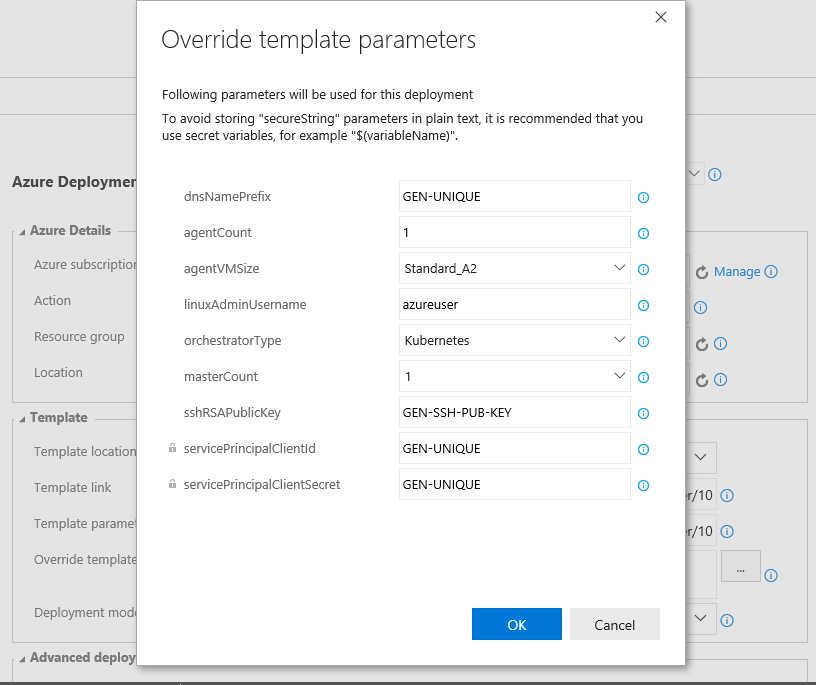 Override template parameters
Following parameters will be used for this deployment
To avoid storing "secureString" parameters in plain text, it is recommended that you
use secret variables, for example "$(variableName)".
dnsNamePrefix GEN-UNIQUE
agentCount 1
agentVMSize Standard_A2
linuxAdminUsername azureuser
orchestratorType Kubernetes
masterCount 1
sshRSAPublicKey GEN-SSH-PUB-KEY
servicePrincipalClientId GEN-UNIQUE
servicePrincipalClientSecret GEN-UNIQUE
OK Cancel
Azure Deploymen
Azure Details
Azure subscription
Manage
Action
Resource group
Location
Template
Template location
Template link
er/10
Template paramet
er/10
Override template
...
Deployment mode
Advanced deploy